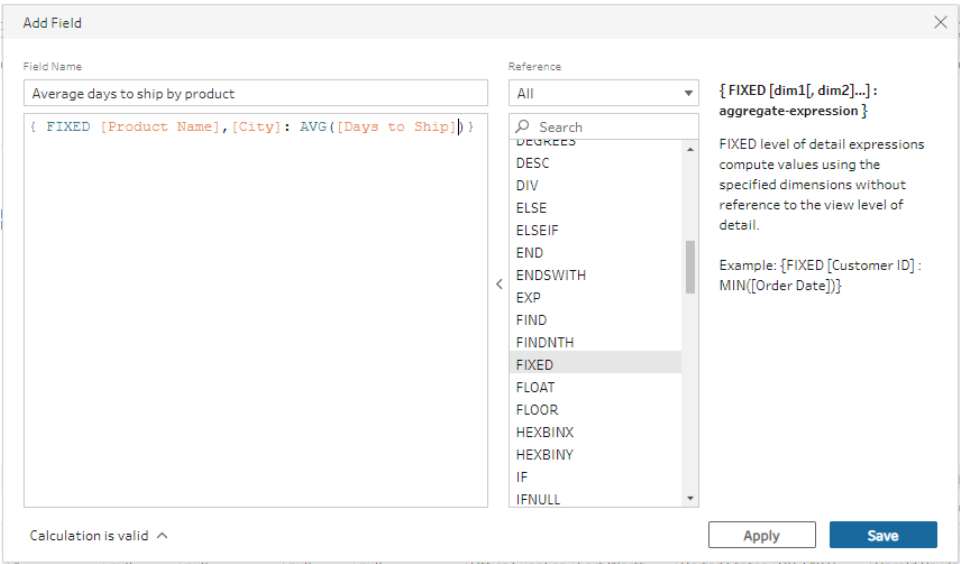 Add Field
Field Name
Average days to ship by product
{ FIXED [Product Name],[City]: AVG([Days to Ship])}
Calculation is valid
Reference
All
Search
DEGREES
DESC
DIV
ELSE
ELSEIF
END
ENDSWITH
EXP
FIND
FINDNTH
FIXED
FLOAT
FLOOR
HEXBINX
HEXBINY
IF
IFNULL
{ FIXED [dim1[, dim2]...] :
aggregate-expression }
FIXED level of detail expressions
compute values using the
specified dimensions without
reference to the view level of
detail.
Example: {FIXED [Customer ID] :
MIN([Order Date])}
Apply
Save